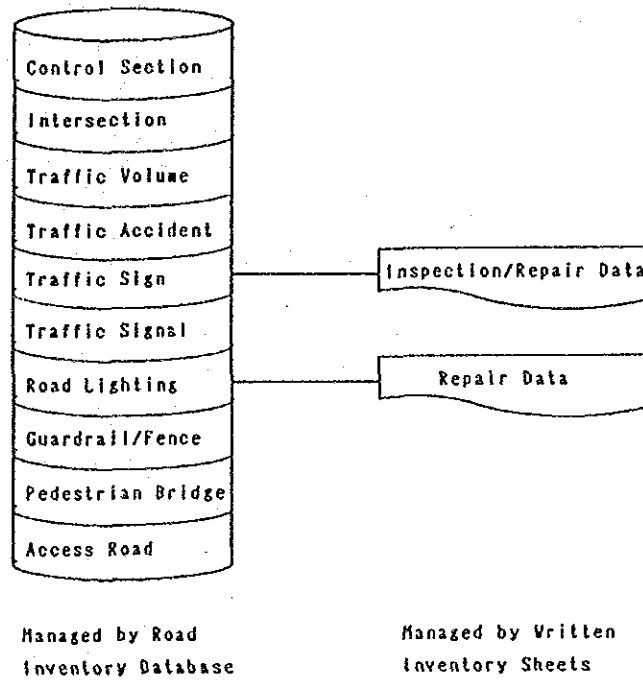 Control Section
Intersection
Traffic Volume
Traffic Accident
Traffic Sign
Inspection/Repair Data
Traffic Signal
Road Lighting
Repair Data
Guardrail/Fence
Pedestrian Bridge
Access Road
Managed by Road
Inventory Database
Managed by Written
Inventory Sheets